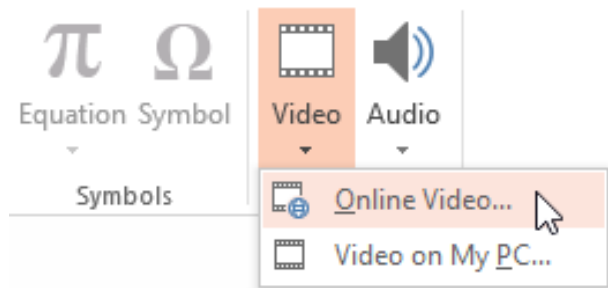 π Ω
Equation Symbol Video Audio
Symbols
Online Video...
Video on My PC...